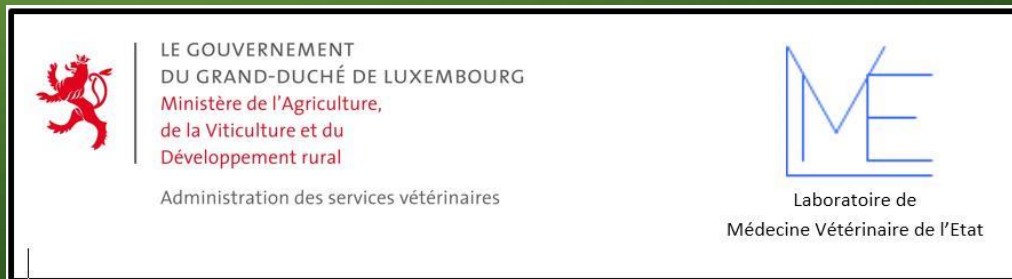 LE GOUVERNEMENT
DU GRAND-DUCHÉ DE LUXEMBOURG
Ministère de l'Agriculture,
de la Viticulture et du
Développement rural
Administration des services vétérinaires
LME
Laboratoire de
Médecine Vétérinaire de l'Etat